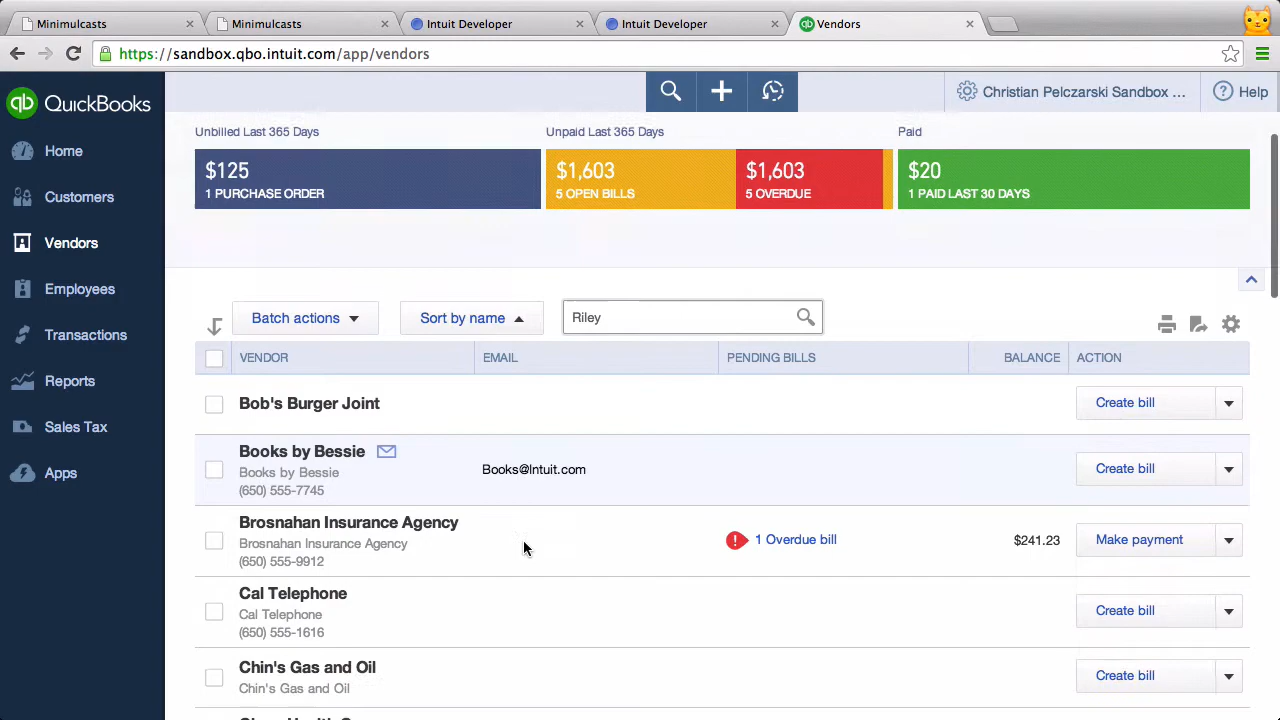 Minimulcasts
Minimulcasts
Intuit Developer
Intuit Developer
Vendors
https://sandbox.qbo.intuit.com/app/vendors
qb QuickBooks
Christian Pelczarski Sandbox ...
Help
Home
Customers
Vendors
Employees
Transactions
Reports
Sales Tax
Apps
Unbilled Last 365 Days
Unpaid Last 365 Days
Paid
$125
1 PURCHASE ORDER
$1,603
5 OPEN BILLS
$1,603
5 OVERDUE
$20
1 PAID LAST 30 DAYS
Batch actions
Sort by name
Riley
VENDOR
EMAIL
PENDING BILLS
BALANCE
ACTION
Bob's Burger Joint
Create bill
Books by Bessie
Books by Bessie
(650) 555-7745
Books@Intuit.com
Create bill
Brosnahan Insurance Agency
Brosnahan Insurance Agency
(650) 555-9912
1 Overdue bill
$241.23
Make payment
Cal Telephone
Cal Telephone
(650) 555-1616
Create bill
Chin's Gas and Oil
Chin's Gas and Oil
Create bill